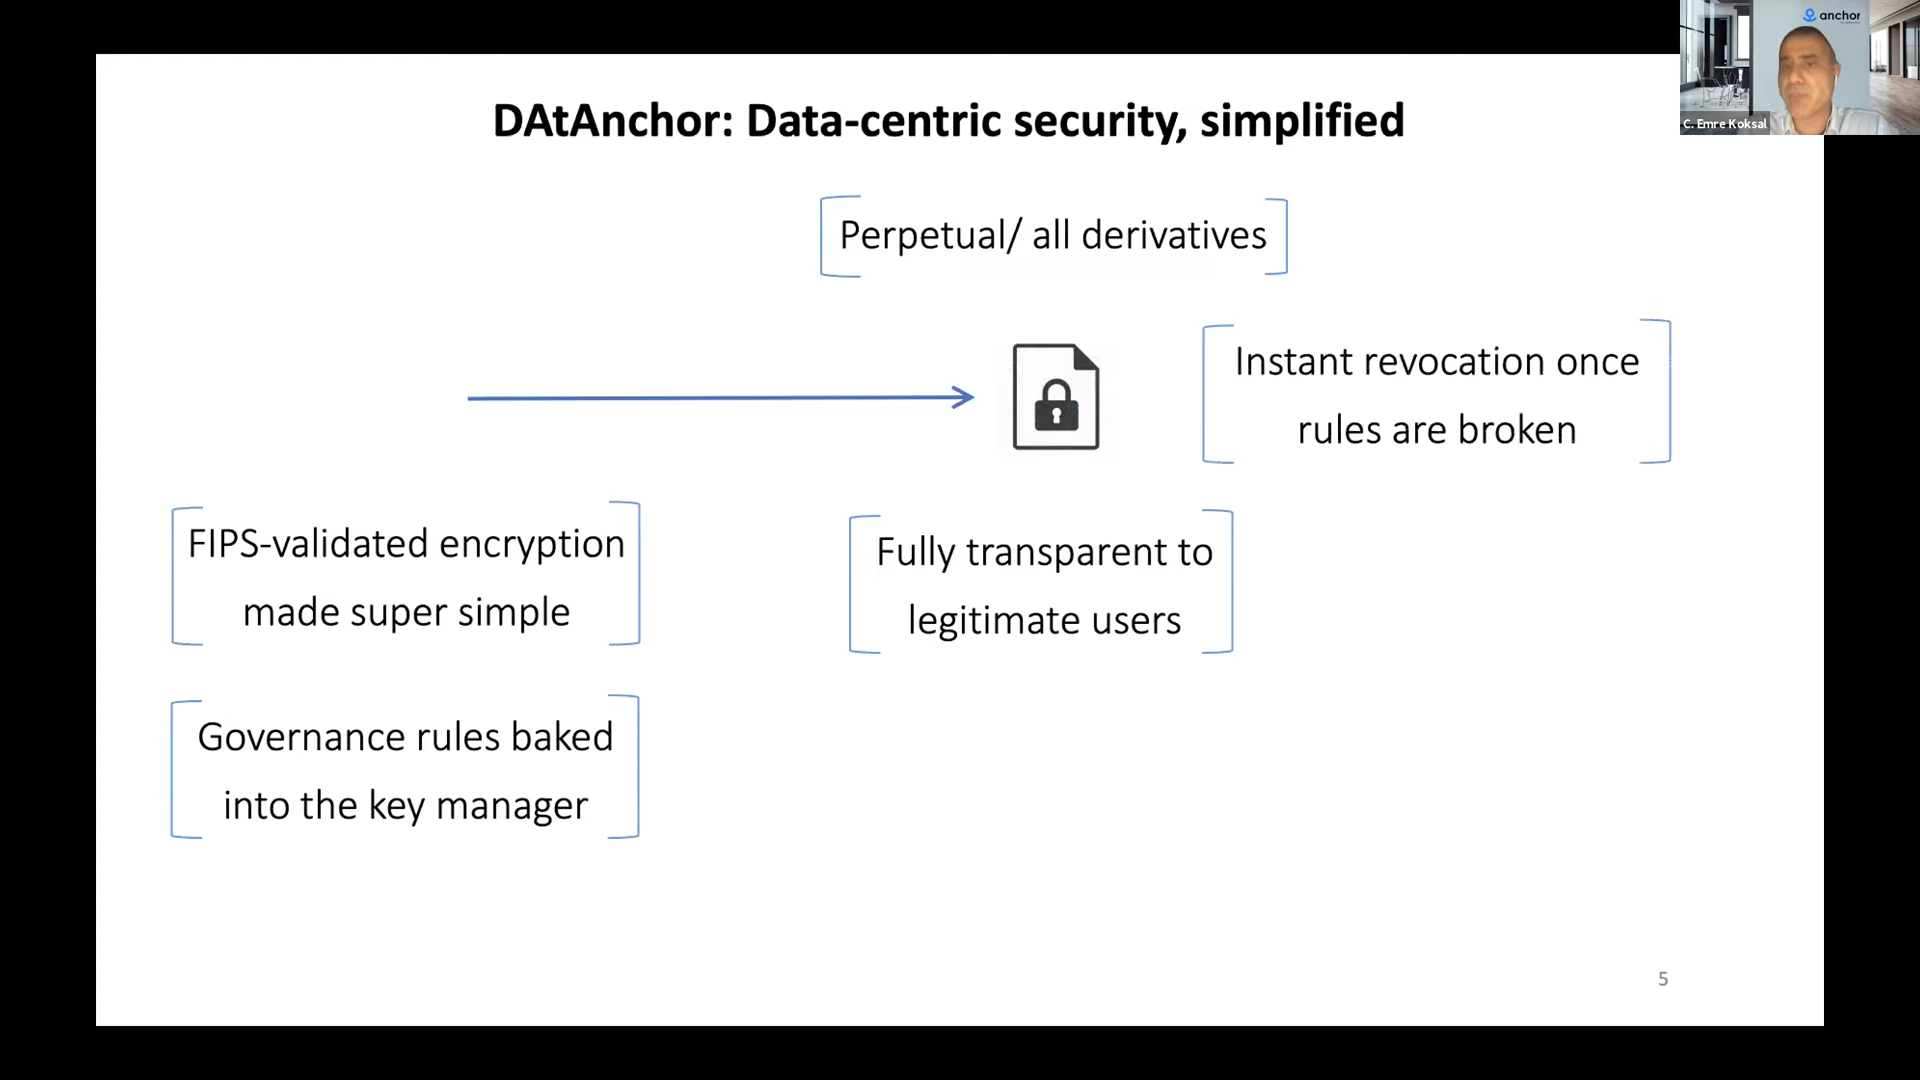 anchor
C. Emre Koksal
DAtAnchor: Data-centric security, simplified
Perpetual/ all derivatives
Instant revocation once
rules are broken
FIPS-validated encryption
made super simple
Fully transparent to
legitimate users
Governance rules baked
into the key manager
5